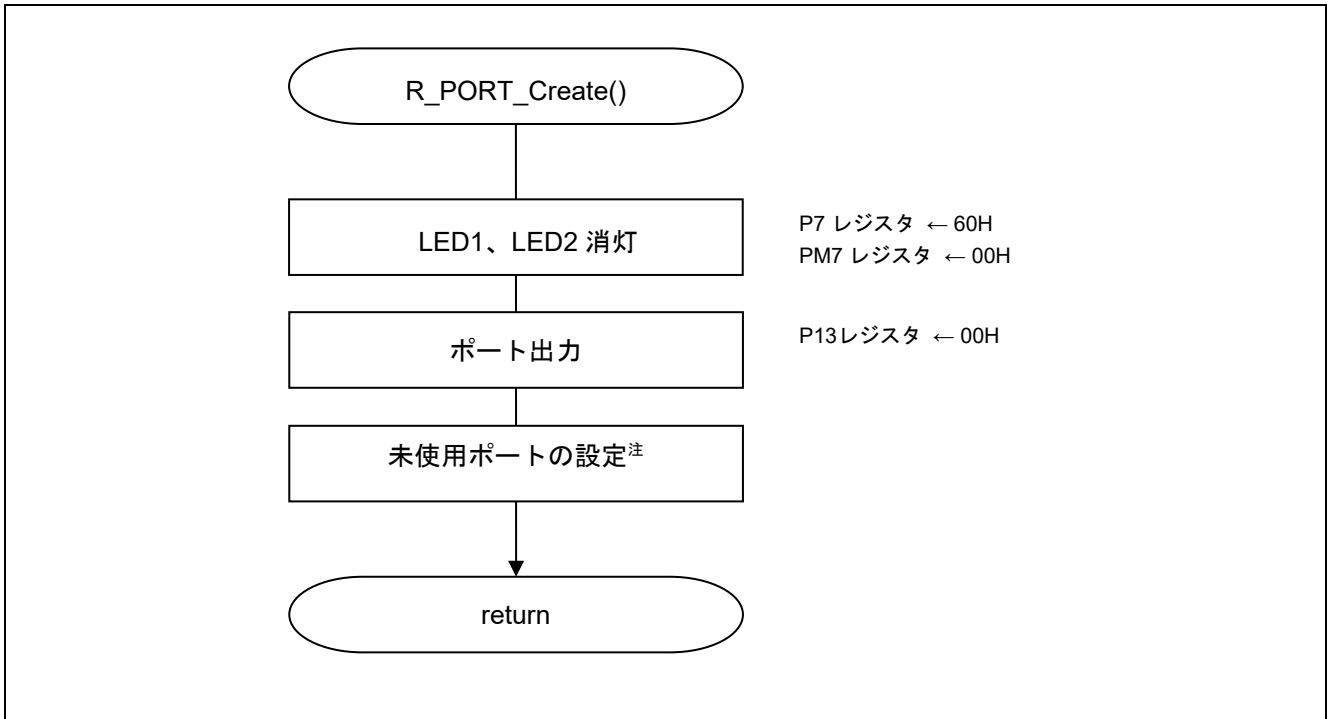 R_PORT_Create()
LED1、LED2 消灯
P7 レジスタ ← 60H
PM7 レジスタ ← 00H
ポート出力
P13レジスタ ← 00H
未使用ポートの設定注
return